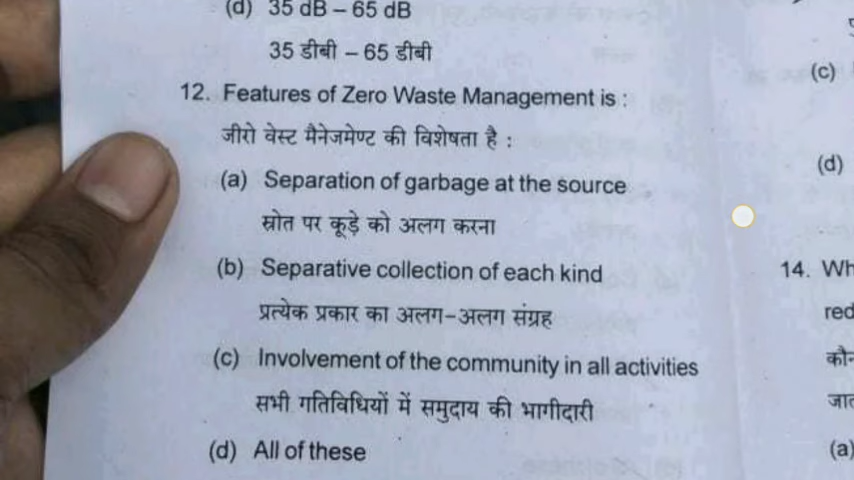 (d) 35 dB – 65 dB
35 डीबी – 65 डीबी
12. Features of Zero Waste Management is :
जीरो वेस्ट मैनेजमेण्ट की विशेषता है :
(a) Separation of garbage at the source
स्रोत पर कूड़े को अलग करना
(b) Separative collection of each kind
प्रत्येक प्रकार का अलग-अलग संग्रह
(c) Involvement of the community in all activities
सभी गतिविधियों में समुदाय की भागीदारी
(d) All of these
(c)
(d)
14. Wh
red
कौन
जात
(a)